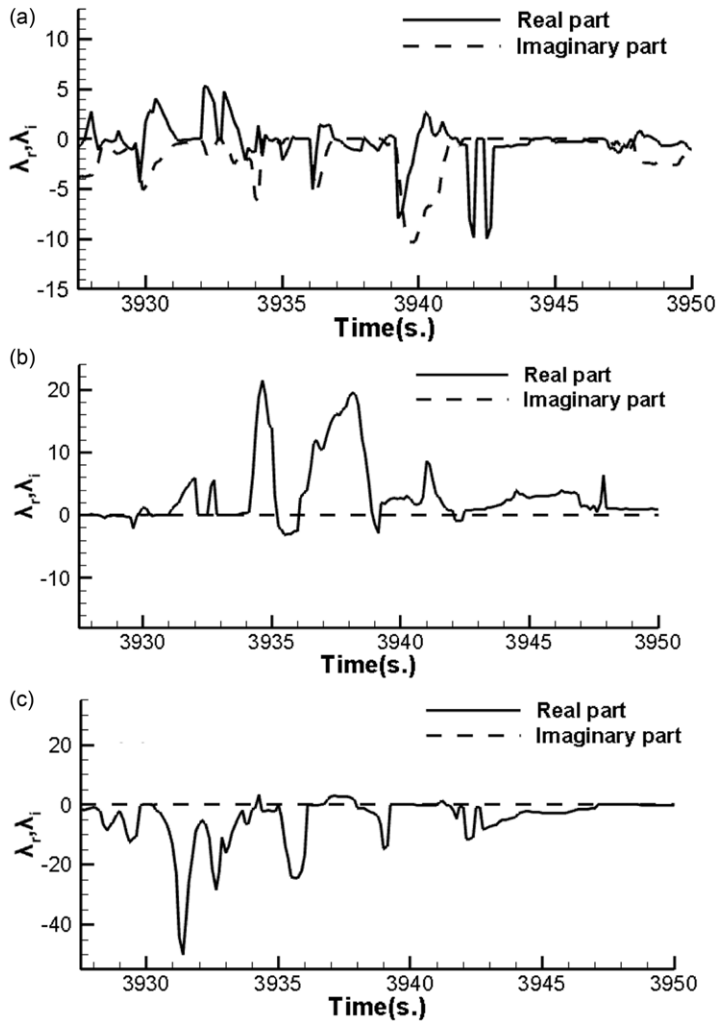 (a)
Real part
Imaginary part
10
5
0
-5
-10
-15
λr,λi
3930 3935 3940 3945 3950
Time(s.)
(b)
Real part
Imaginary part
20
10
0
-10
λr,λi
3930 3935 3940 3945 3950
Time(s.)
(c)
Real part
Imaginary part
20
0
-20
-40
λr,λi
3930 3935 3940 3945 3950
Time(s.)